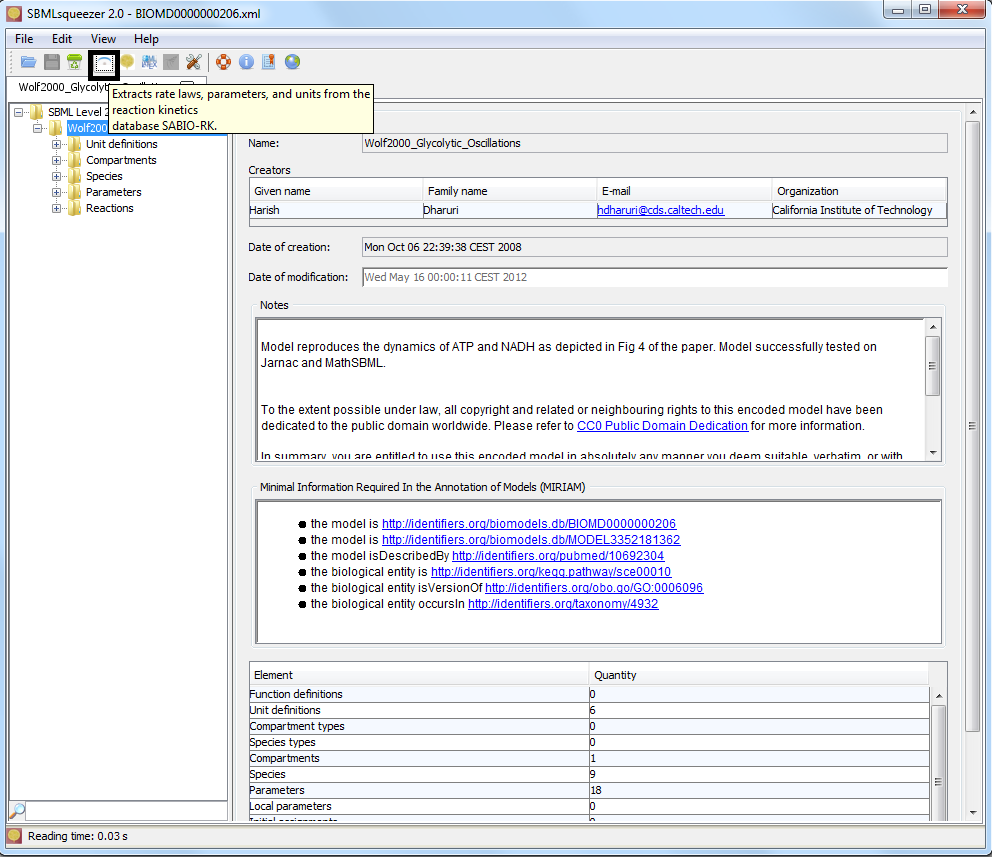 SBMLsqueezer 2.0 - BIOMD0000000206.xml
File Edit View Help
Wolf2000_Glycolyt
Extracts rate laws, parameters, and units from the
reaction kinetics
database SABIO-RK.
SBML Level 2
Wolf200
Unit definitions
Compartments
Species
Parameters
Reactions
Name: Wolf2000_Glycolytic_Oscillations
Creators
Given name Family name E-mail Organization
Harish Dharuri hdharuri@cds.caltech.edu California Institute of Technology
Date of creation: Mon Oct 06 22:39:38 CEST 2008
Date of modification: Wed May 16 00:00:11 CEST 2012
Notes
Model reproduces the dynamics of ATP and NADH as depicted in Fig 4 of the paper. Model successfully tested on
Jarnac and MathSBML.
To the extent possible under law, all copyright and related or neighbouring rights to this encoded model have been
dedicated to the public domain worldwide. Please refer to CC0 Public Domain Dedication for more information.
In summary, you are entitled to use this encoded model in absolutely any manner you deem suitable, verbatim, or with
Minimal Information Required In the Annotation of Models (MIRIAM)
● the model is http://identifiers.org/biomodels.db/BIOMD0000000206
● the model is http://identifiers.org/biomodels.db/MODEL3352181362
● the model isDescribedBy http://identifiers.org/pubmed/10692304
● the biological entity is http://identifiers.org/kegg.pathway/sce00010
● the biological entity isVersionOf http://identifiers.org/obo.go/GO:0006096
● the biological entity occursIn http://identifiers.org/taxonomy/4932
Element Quantity
Function definitions 0
Unit definitions 6
Compartment types 0
Species types 0
Compartments 1
Species 9
Parameters 18
Local parameters 0
Initial assignments 0
Reading time: 0.03 s